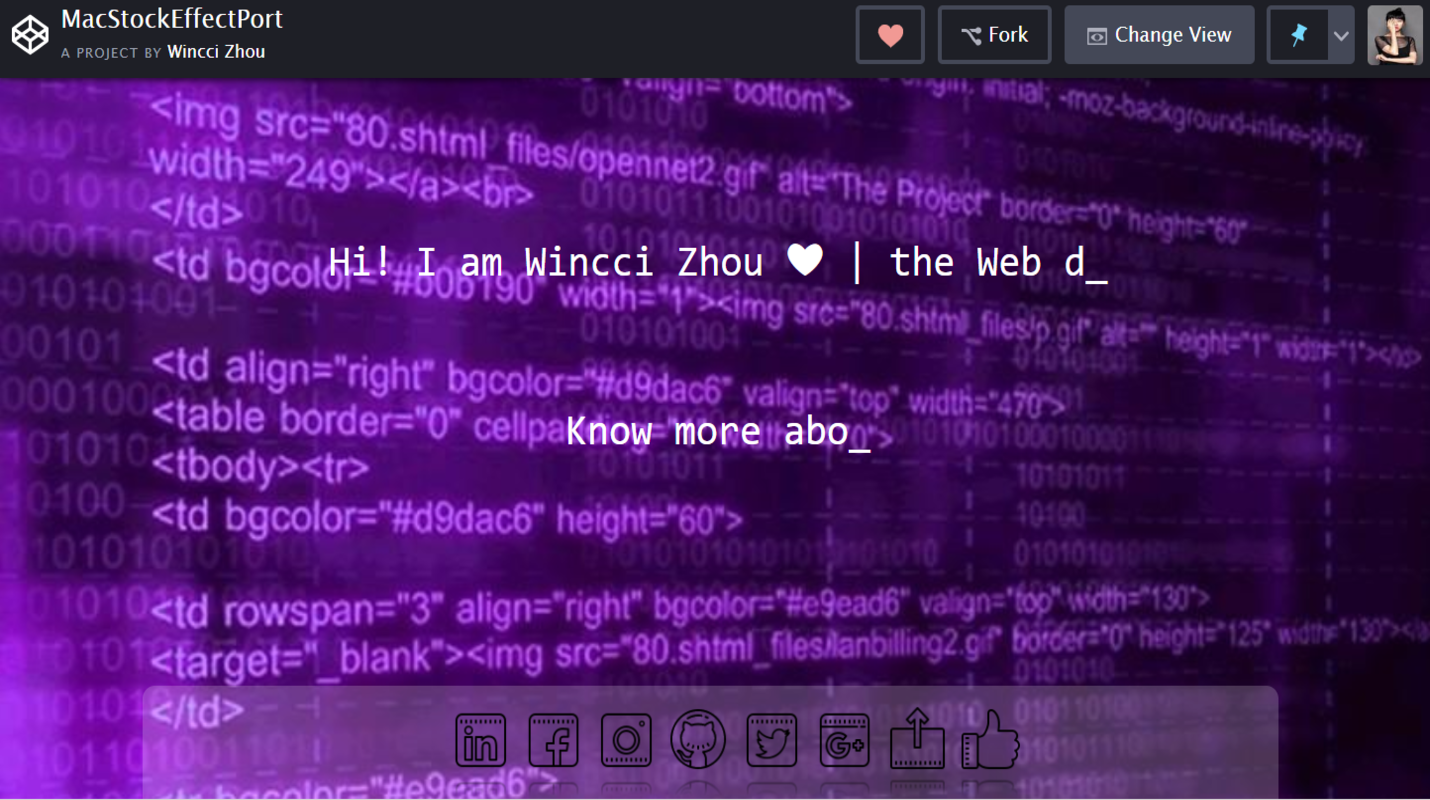 MacStockEffectPort
A PROJECT BY Wincci Zhou
Fork
Change View
valign="bottom">
origin: initial; -moz-background-inline-policy:
<img src="80.shtml_files/opennet2.gif" alt="The Project" border="0" height="60"
width="249"></a><br>
</td>
Hi! I am Wincci Zhou ♥ | the Web d_
<td bgcolor="#b0b190" width="1"><img src="80.shtml_files/p.gif" alt="" height="1" width="1"></td>
<td align="right" bgcolor="#d9dac6" valign="top" width="470">
Know more abo_
<table border="0" cellpa
<tbody><tr>
<td bgcolor="#d9dac6" height="60">
<td rowspan="3" align="right" bgcolor="#e9ead6" valign="top" width="130">
<target="_blank"><img src="80.shtml_files/lanbilling2.gif" border="0" height="125" width="130"></a
</td>
in f G+
<tr bgcolor="#e9ead6">